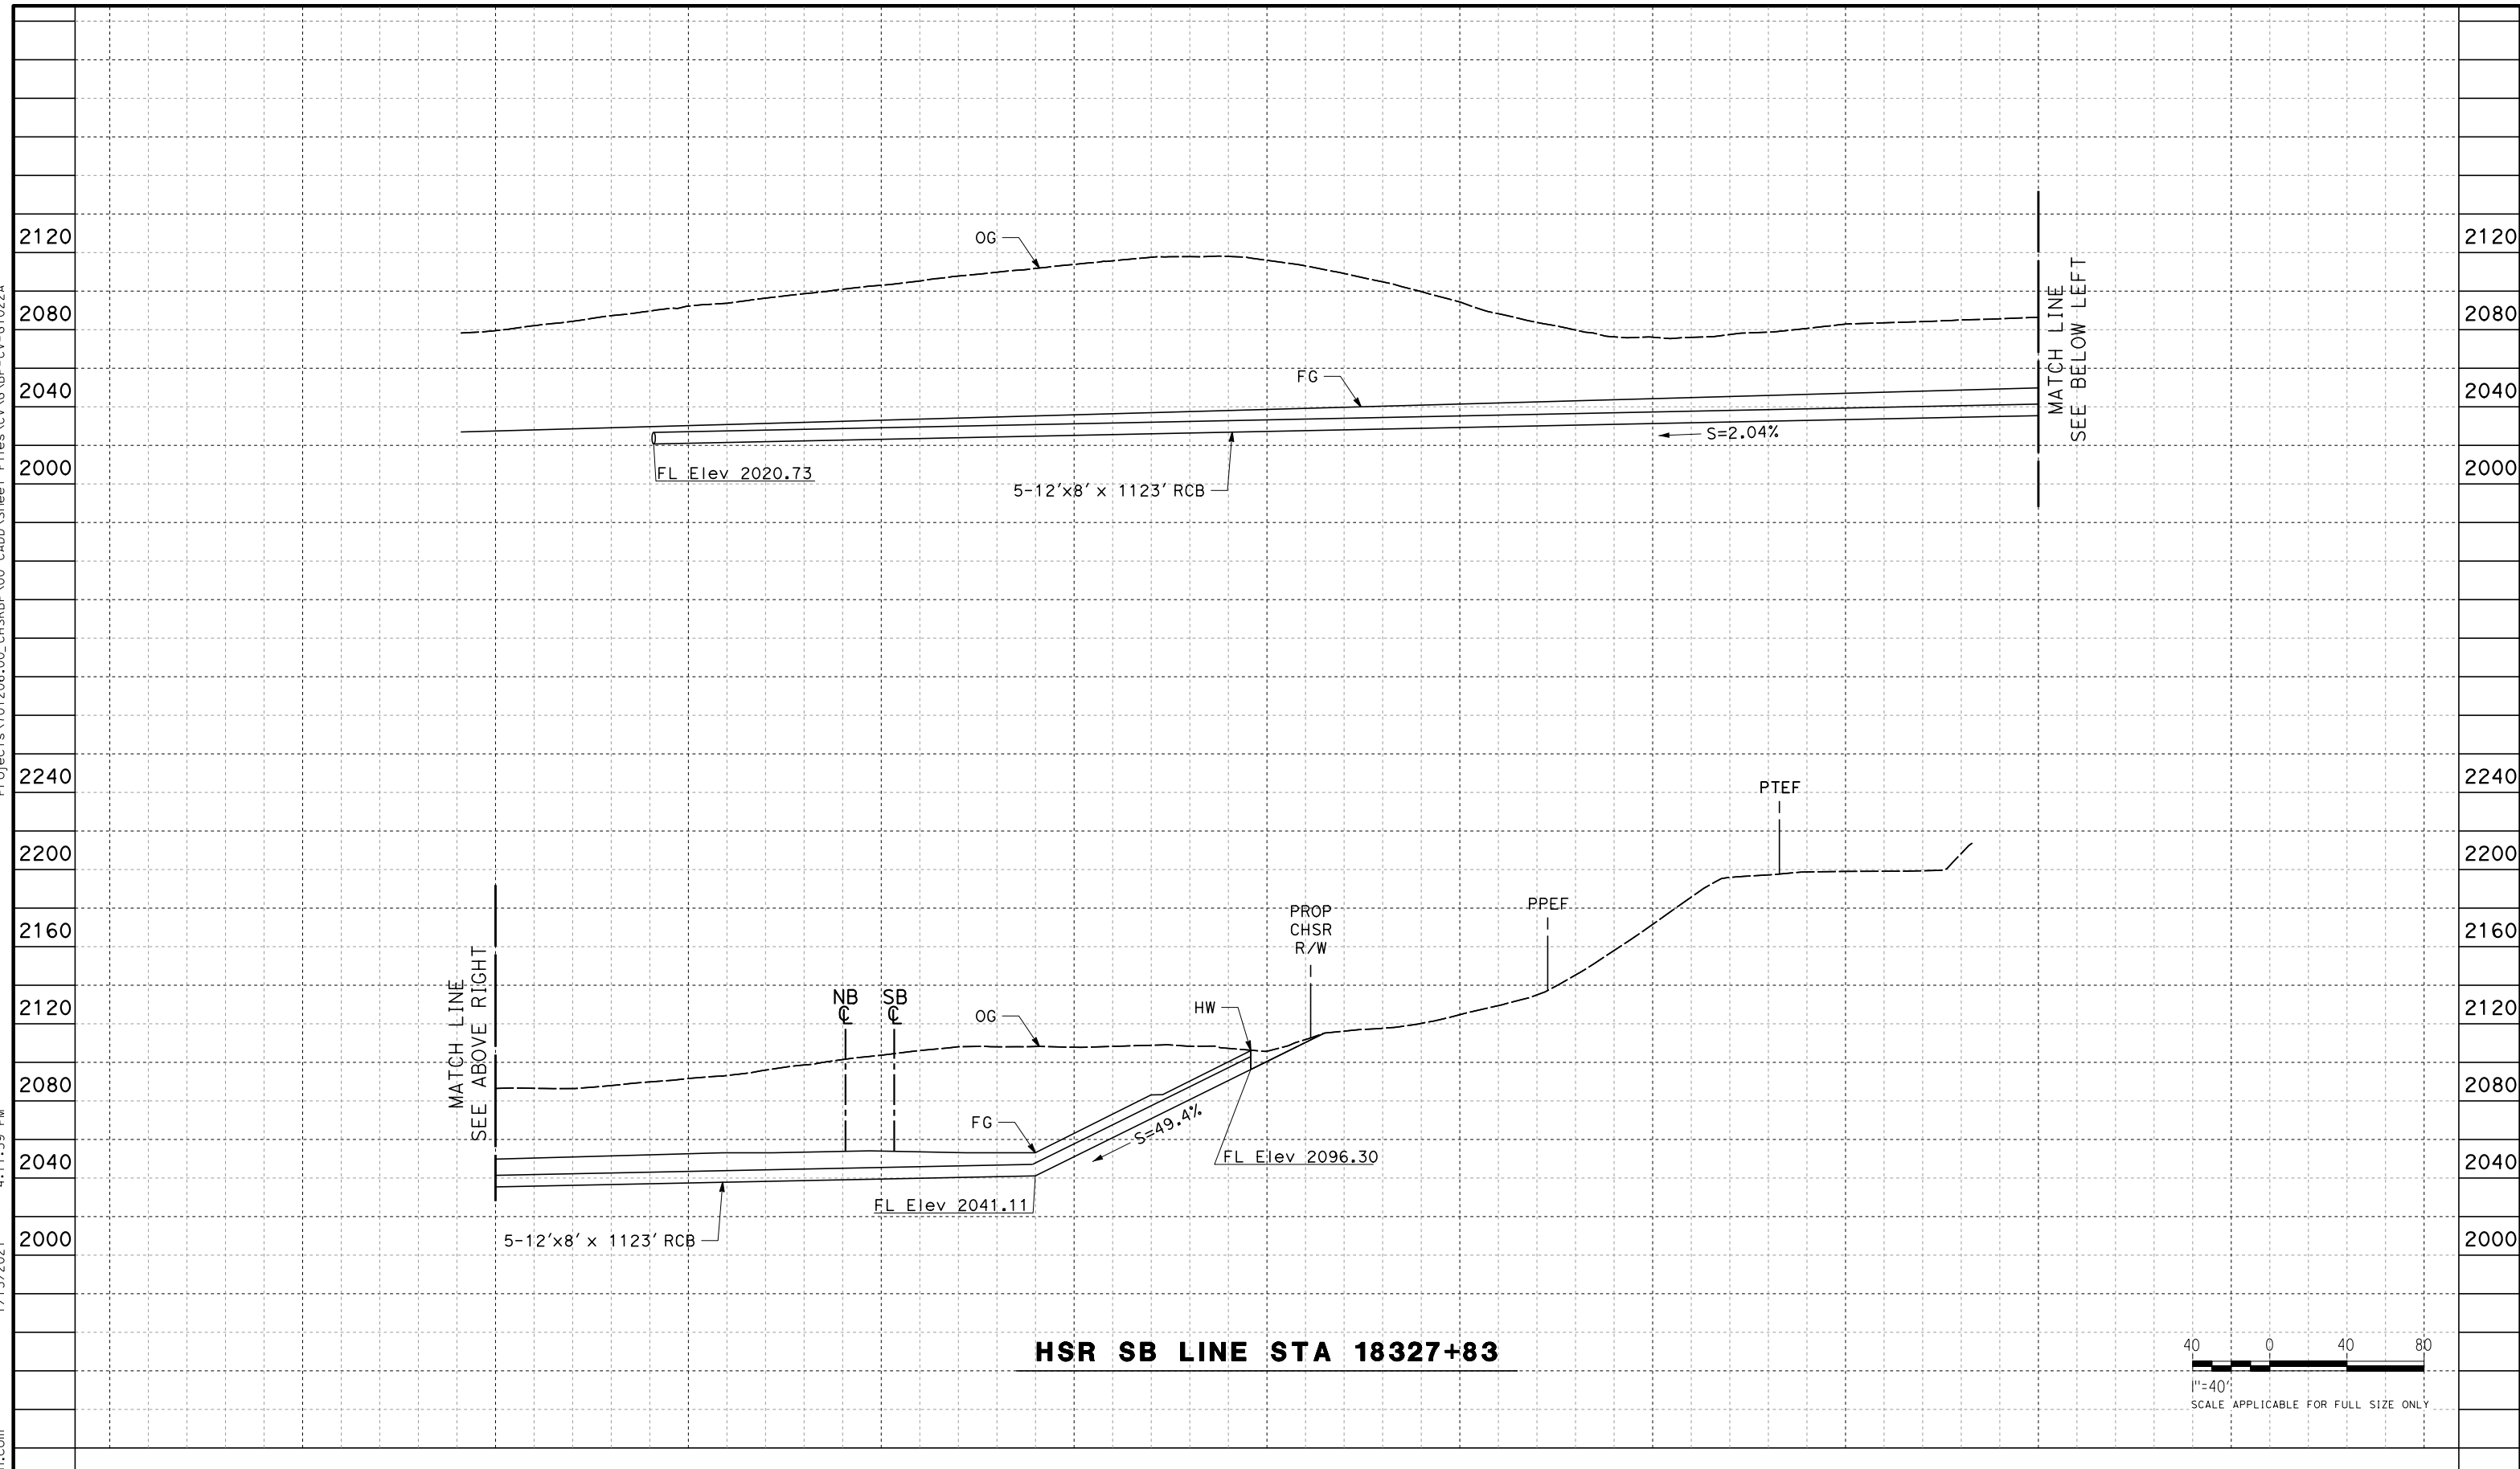 2120
2120
OG
2080
2080
MATCH LINE
SEE BELOW LEFT
FG
2040
2040
S=2.04%
2000
2000
FL Elev 2020.73
5-12'x8' x 1123' RCB
2240
2240
PTEF
2200
2200
PPEF
PROP
CHSR
R/W
2160
2160
MATCH LINE
SEE ABOVE RIGHT
NB
℄
SB
℄
HW
OG
2120
2120
2080
2080
FG
S=49.4%
2040
2040
FL Elev 2096.30
FL Elev 2041.11
2000
2000
5-12'x8' x 1123' RCB
HSR SB LINE STA 18327+83
40 0 40 80
1"=40'
SCALE APPLICABLE FOR FULL SIZE ONLY